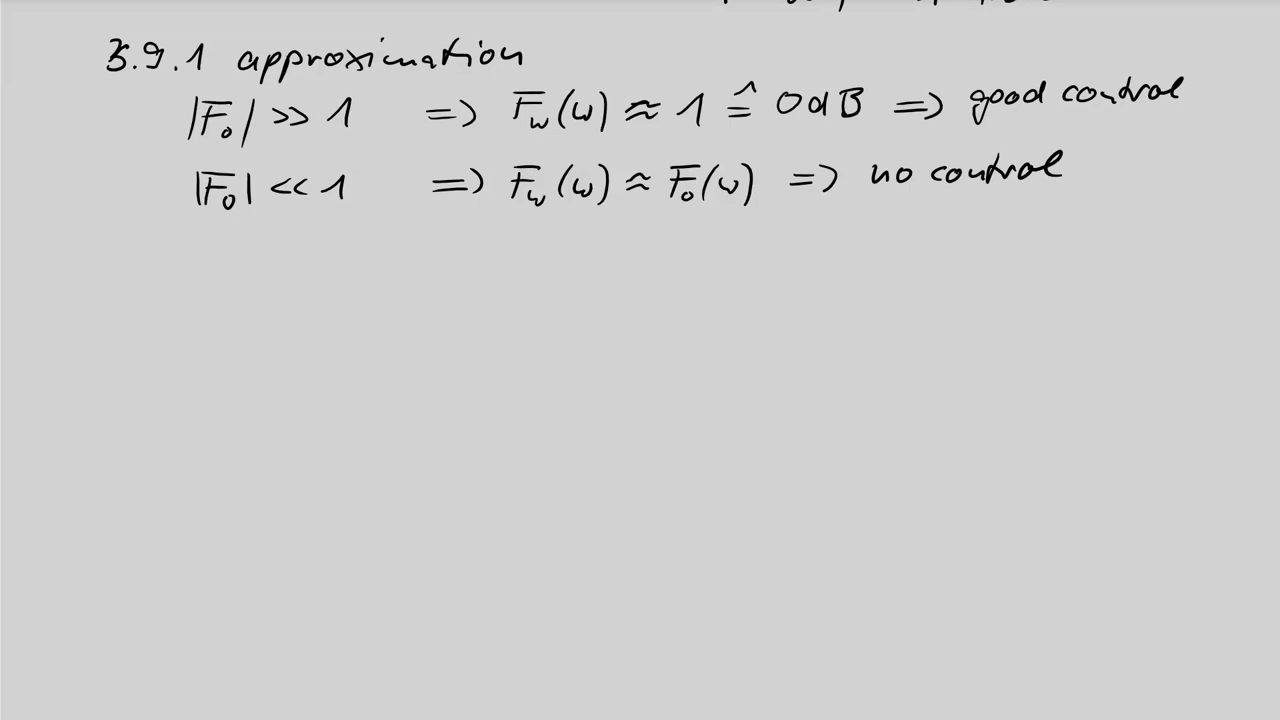 3.9.1 approximation
|F₀| >> 1 => F_w(ω) ≈ 1 ≙ 0dB => good control
|F₀| << 1 => F_w(ω) ≈ F₀(ω) => no control